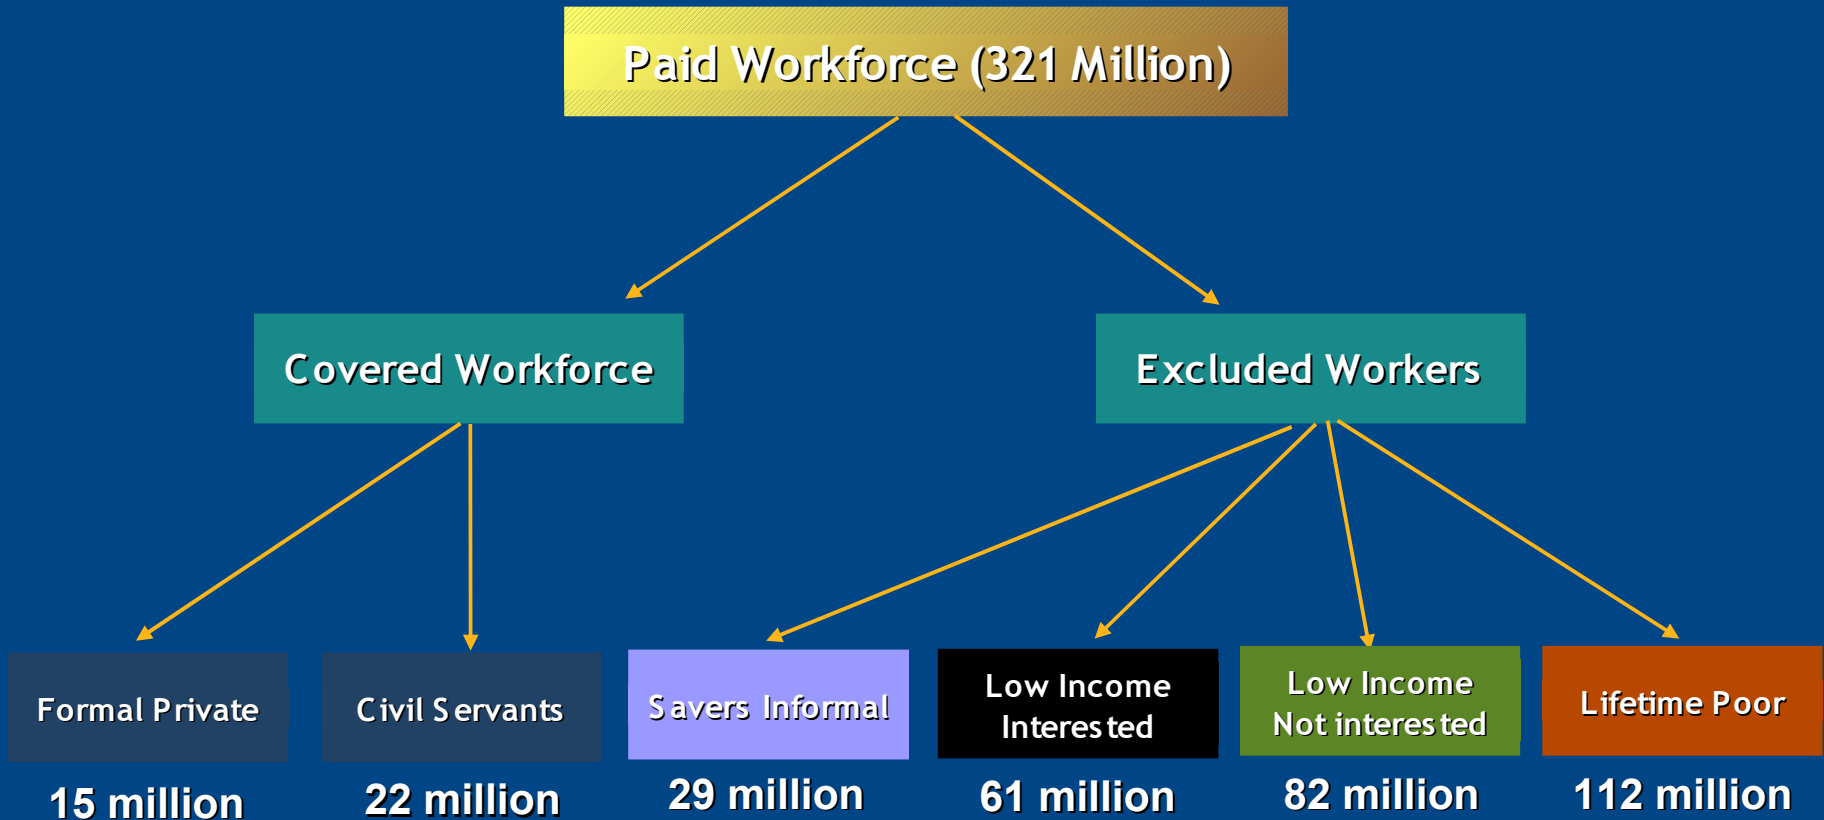 Paid Workforce (321 Million)
Covered Workforce
Excluded Workers
Formal Private
Civil Servants
Savers Informal
Low Income
Interested
Low Income
Not interested
Lifetime Poor
15 million
22 million
29 million
61 million
82 million
112 million